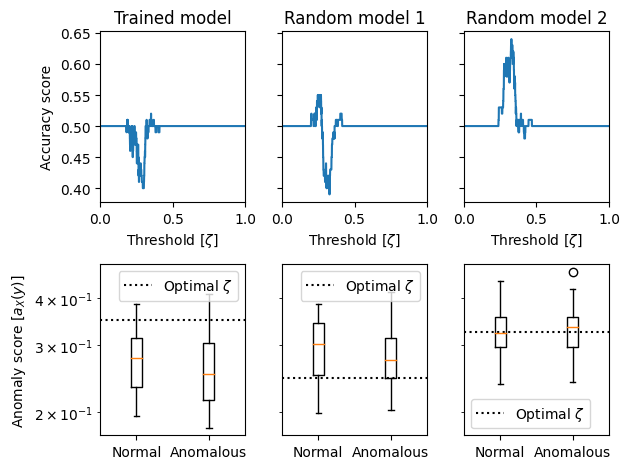 Trained model
Random model 1
Random model 2
0.65
0.60
0.55
0.50
0.45
0.40
Accuracy score
0.0 0.5 1.0
0.0 0.5 1.0
0.0 0.5 1.0
Threshold [ζ]
Threshold [ζ]
Threshold [ζ]
Anomaly score [a_X(y)]
4 × 10⁻¹
3 × 10⁻¹
2 × 10⁻¹
Optimal ζ
Optimal ζ
Optimal ζ
Normal Anomalous
Normal Anomalous
Normal Anomalous